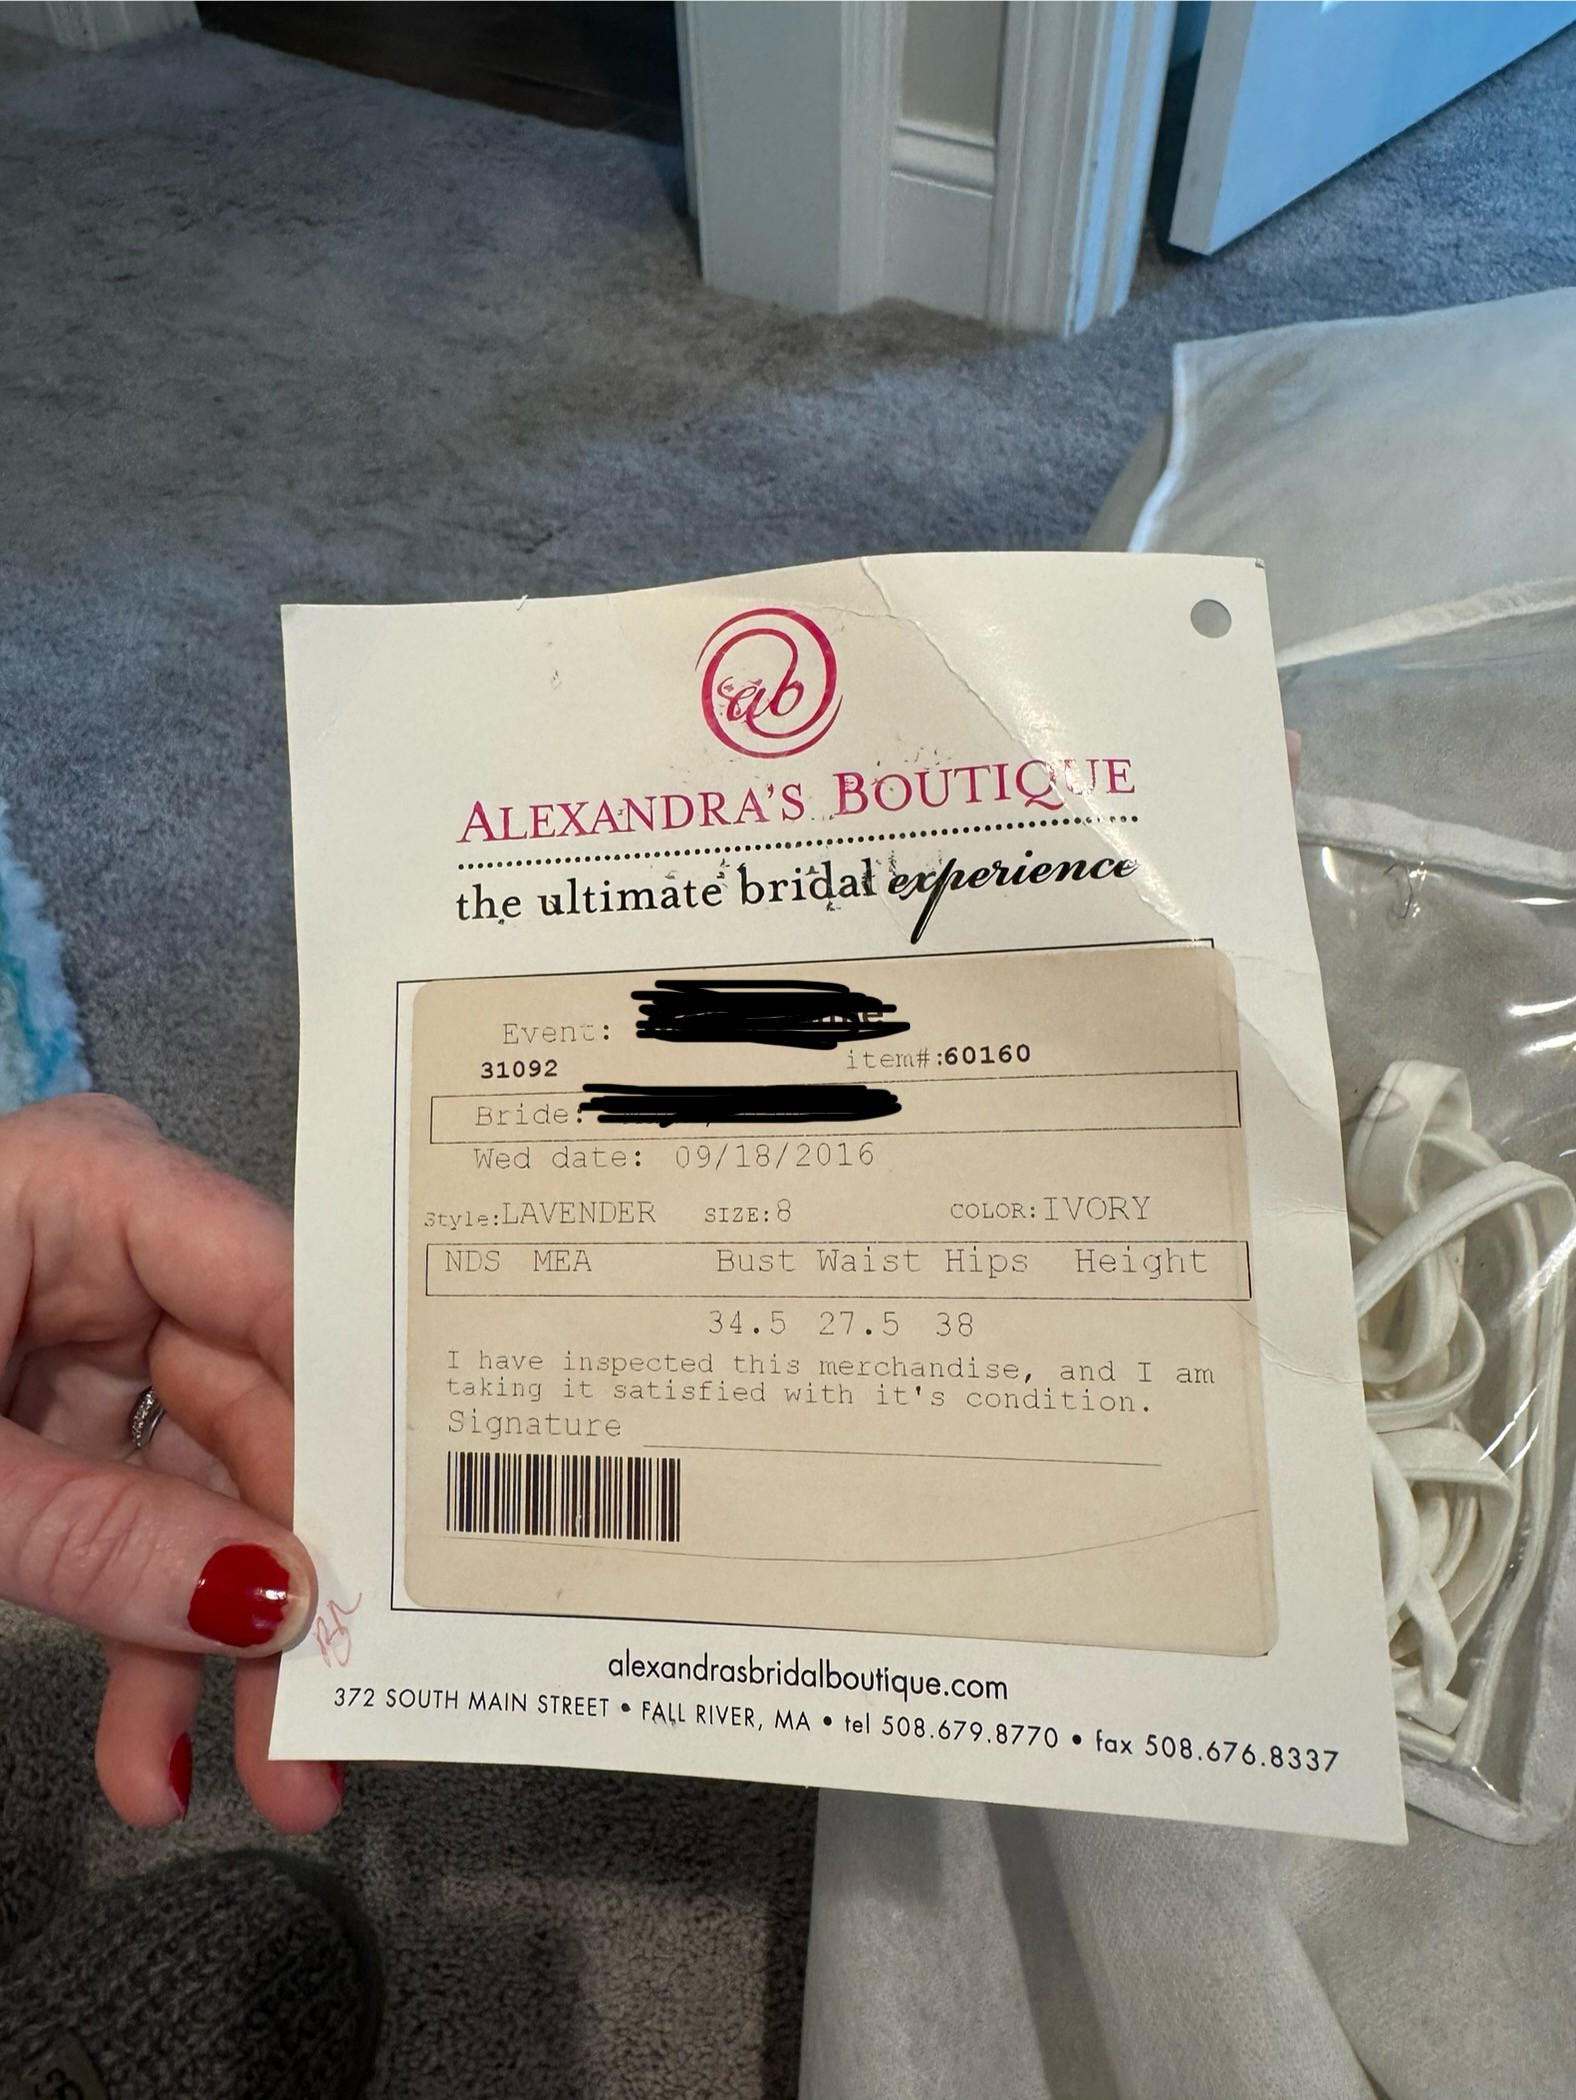 ab
ALEXANDRA'S BOUTIQUE
the ultimate bridal experience
Event:
31092 item#:60160
Bride:
Wed date: 09/18/2016
Style:LAVENDER SIZE:8 COLOR:IVORY
NDS MEA Bust Waist Hips Height
34.5 27.5 38
I have inspected this merchandise, and I am
taking it satisfied with it's condition.
Signature
alexandrasbridalboutique.com
372 SOUTH MAIN STREET • FALL RIVER, MA • tel 508.679.8770 • fax 508.676.8337